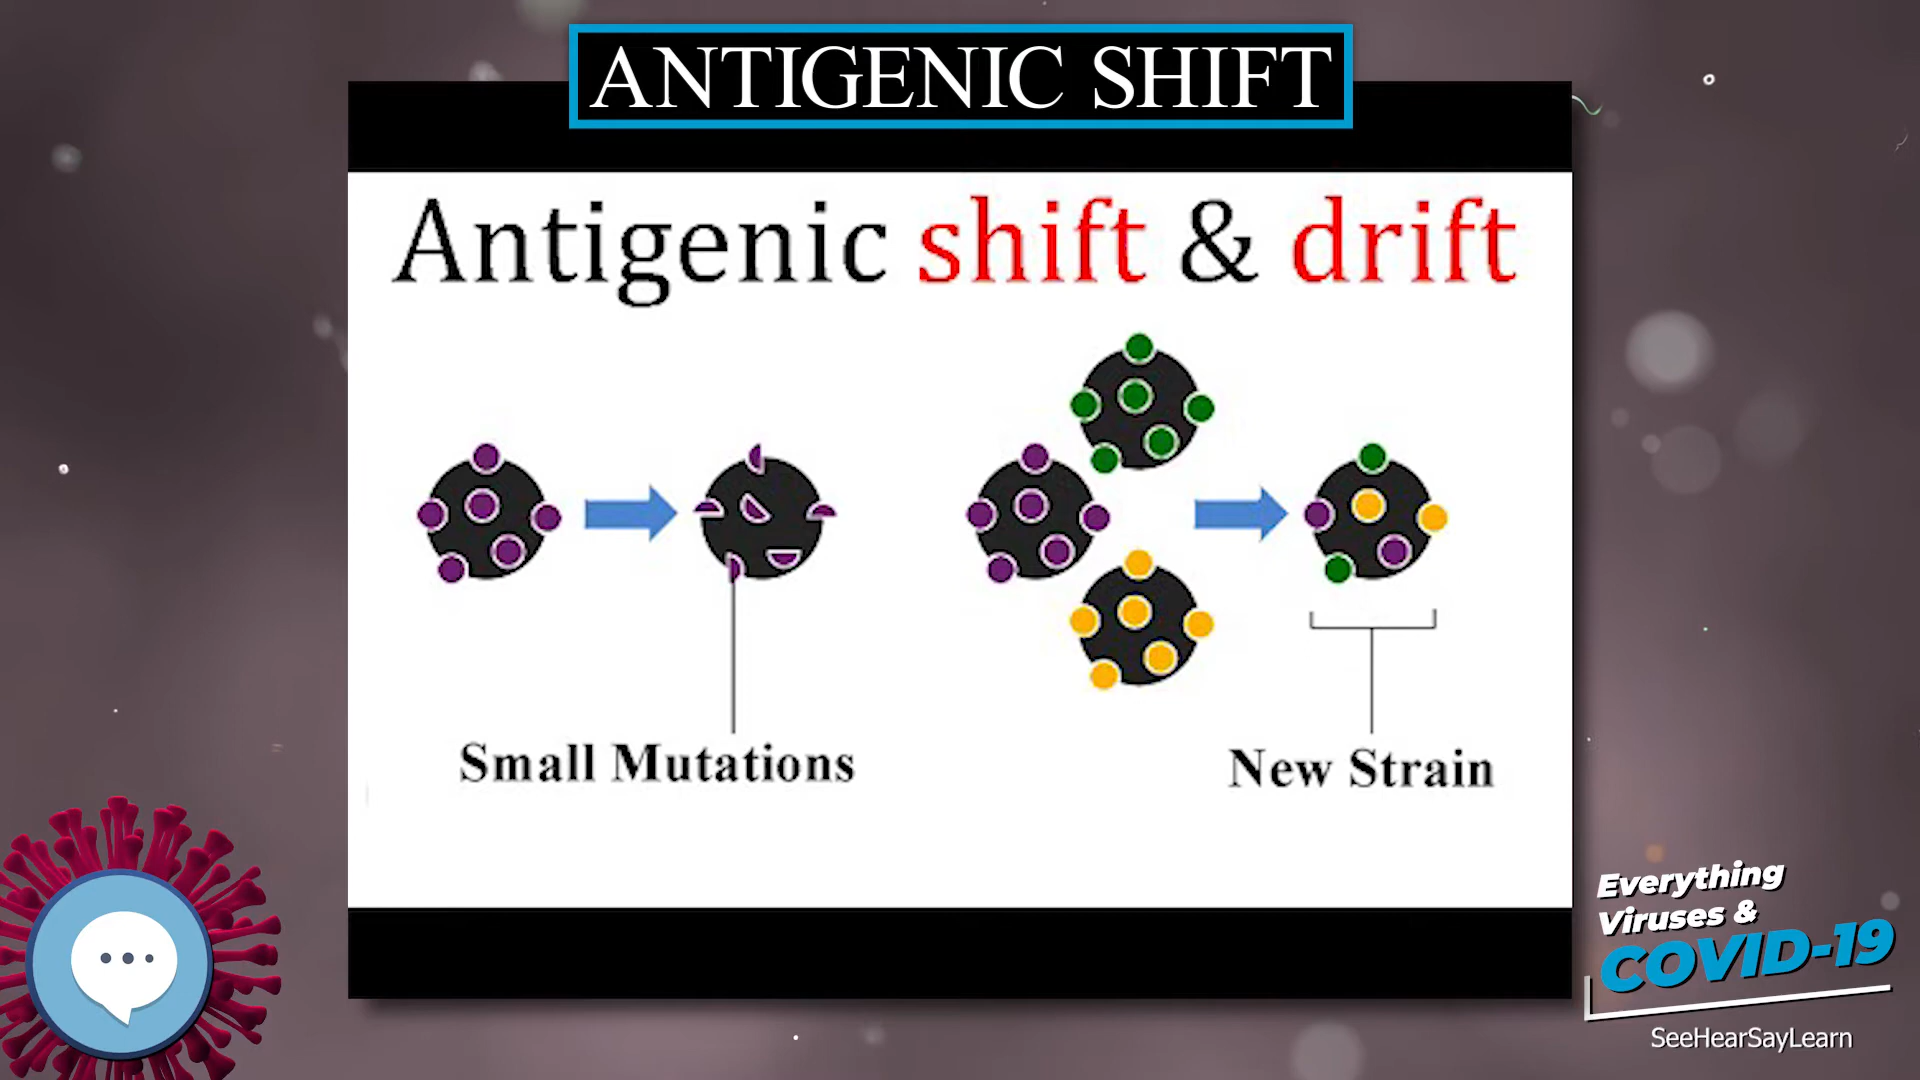 ANTIGENIC SHIFT
Antigenic shift & drift
Small Mutations
New Strain
Everything
Viruses &
COVID-19
SeeHearSayLearn